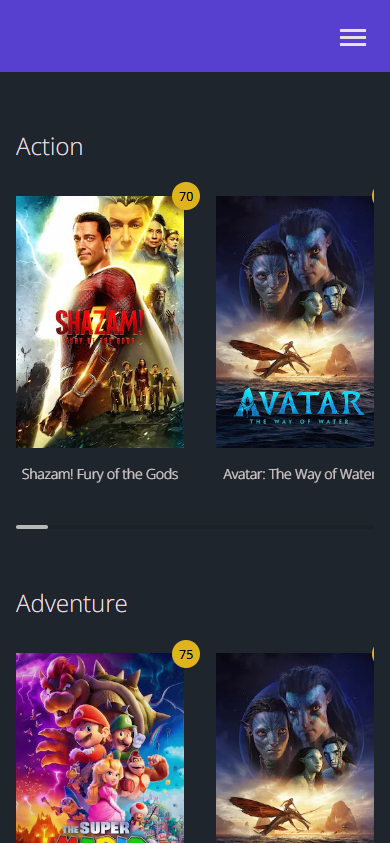 Action
70
SHAZAM!
FURY OF THE GODS
AVATAR
THE WAY OF WATER
Shazam! Fury of the Gods
Avatar: The Way of Water
Adventure
75
THE SUPER
MARIO